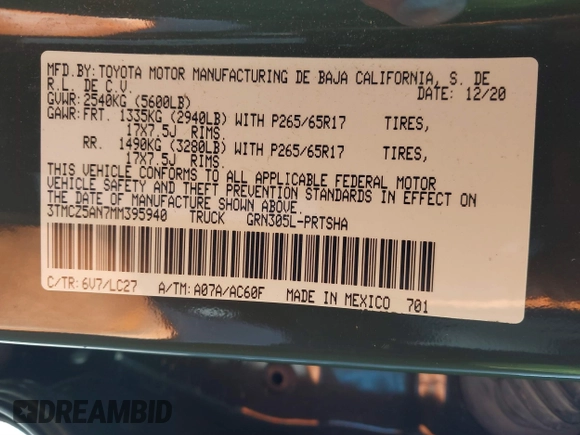 MFD.BY: TOYOTA MOTOR MANUFACTURING DE BAJA CALIFORNIA, S. DE
R.L. DE C.V. DATE: 12/20
GVWR: 2540KG (5600LB)
GAWR: FRT. 1335KG (2940LB) WITH P265/65R17 TIRES,
17X7.5J RIMS.
RR. 1490KG (3280LB) WITH P265/65R17 TIRES,
17X7.5J RIMS.
THIS VEHICLE CONFORMS TO ALL APPLICABLE FEDERAL MOTOR
VEHICLE SAFETY AND THEFT PREVENTION STANDARDS IN EFFECT ON
THE DATE OF MANUFACTURE SHOWN ABOVE.
3TMCZ5AN7MM395940 TRUCK GRN305L-PRTSHA
C/TR: 6V7/LC27 A/TM: A07A/AC60F MADE IN MEXICO 701
DREAMBID